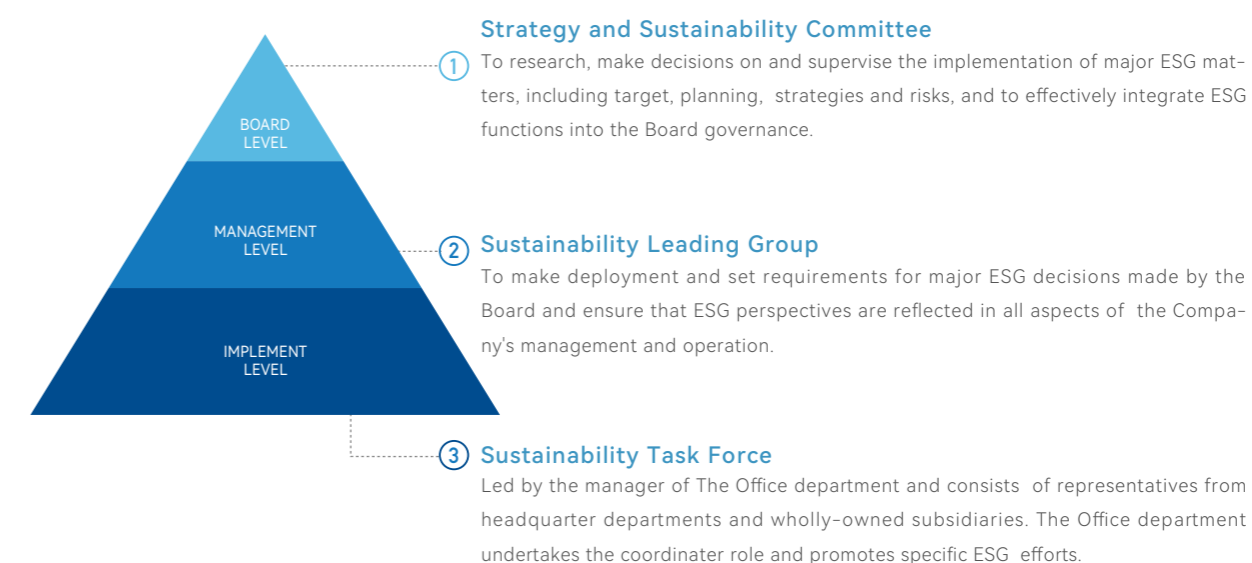 Strategy and Sustainability Committee
1
To research, make decisions on and supervise the implementation of major ESG mat-
ters, including target, planning, strategies and risks, and to effectively integrate ESG
functions into the Board governance.
BOARD
LEVEL
MANAGEMENT
LEVEL
2
Sustainability Leading Group
To make deployment and set requirements for major ESG decisions made by the
Board and ensure that ESG perspectives are reflected in all aspects of the Compa-
ny's management and operation.
IMPLEMENT
LEVEL
3
Sustainability Task Force
Led by the manager of The Office department and consists of representatives from
headquarter departments and wholly-owned subsidiaries. The Office department
undertakes the coordinater role and promotes specific ESG efforts.